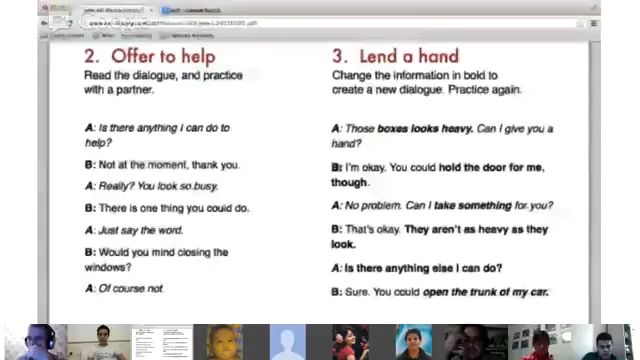 2. Offer to help
Read the dialogue, and practice
with a partner.
A: Is there anything I can do to
help?
B: Not at the moment, thank you.
A: Really? You look so busy.
B: There is one thing you could do.
A: Just say the word.
B: Would you mind closing the
windows?
A: Of course not.
3. Lend a hand
Change the information in bold to
create a new dialogue. Practice again.
A: Those boxes looks heavy. Can I give you a
hand?
B: I'm okay. You could hold the door for me,
though.
A: No problem. Can I take something for you?
B: That's okay. They aren't as heavy as they
look.
A: Is there anything else I can do?
B: Sure. You could open the trunk of my car.